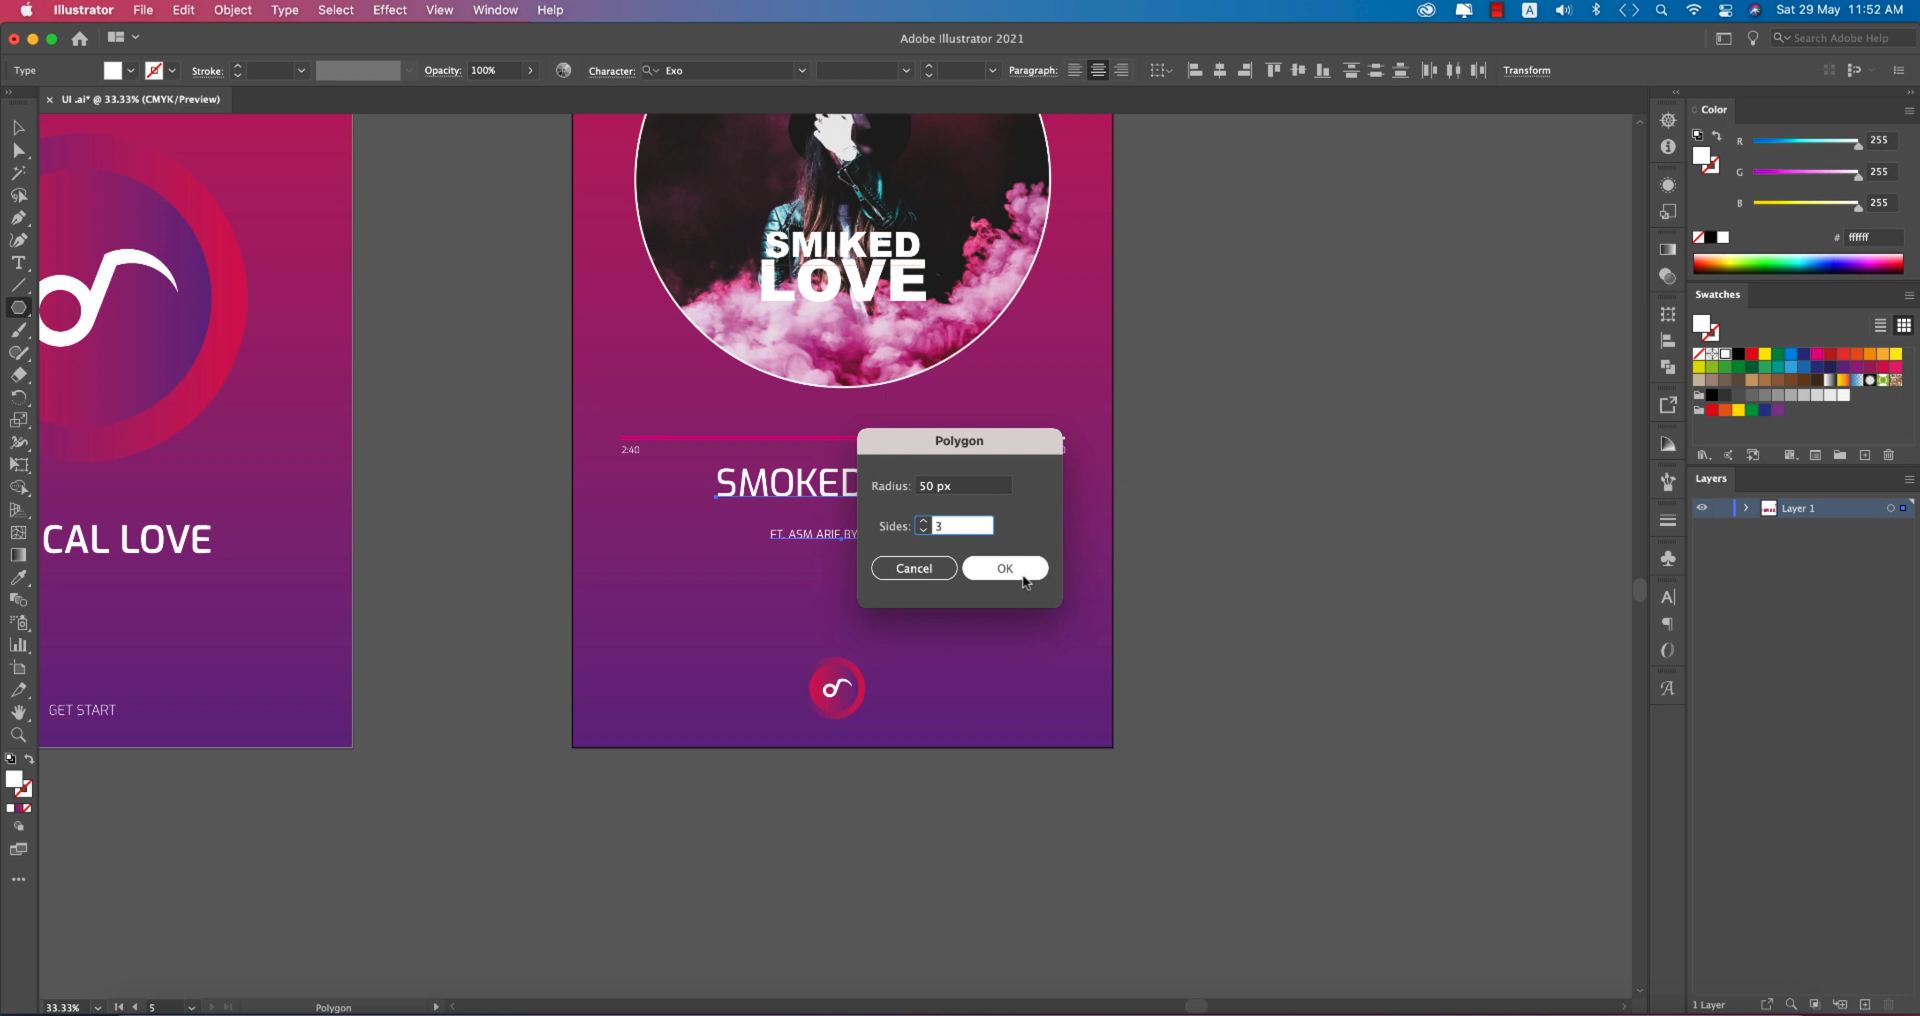 Illustrator File Edit Object Type Select Effect View Window Help
A
Sat 29 May 11:52 AM
Adobe Illustrator 2021
Search Adobe Help
Type
Stroke:
Opacity: 100%
Character: Exo
Paragraph:
Transform
× UI .ai* @ 33.33% (CMYK/Preview)
Color
R 255
G 255
B 255
# ffffff
Swatches
Layers
Layer 1
SMIKED
LOVE
2:40
SMOKED
FT. ASM ARIF BY
Polygon
Radius: 50 px
Sides: 3
Cancel OK
CAL LOVE
GET START
33.33%
5
Polygon
1 Layer